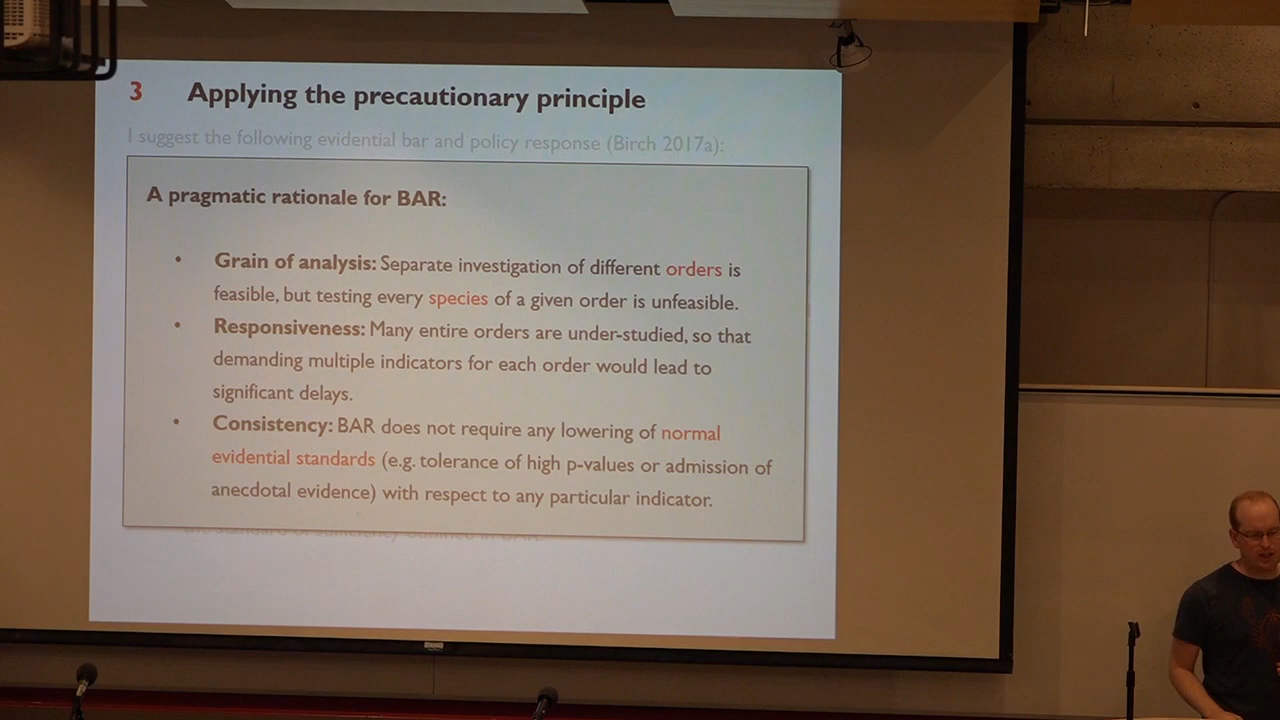 3 Applying the precautionary principle
I suggest the following evidential bar and policy response (Birch 2017a):
A pragmatic rationale for BAR:
• Grain of analysis: Separate investigation of different orders is
feasible, but testing every species of a given order is unfeasible.
• Responsiveness: Many entire orders are under-studied, so that
demanding multiple indicators for each order would lead to
significant delays.
• Consistency: BAR does not require any lowering of normal
evidential standards (e.g. tolerance of high p-values or admission of
anecdotal evidence) with respect to any particular indicator.